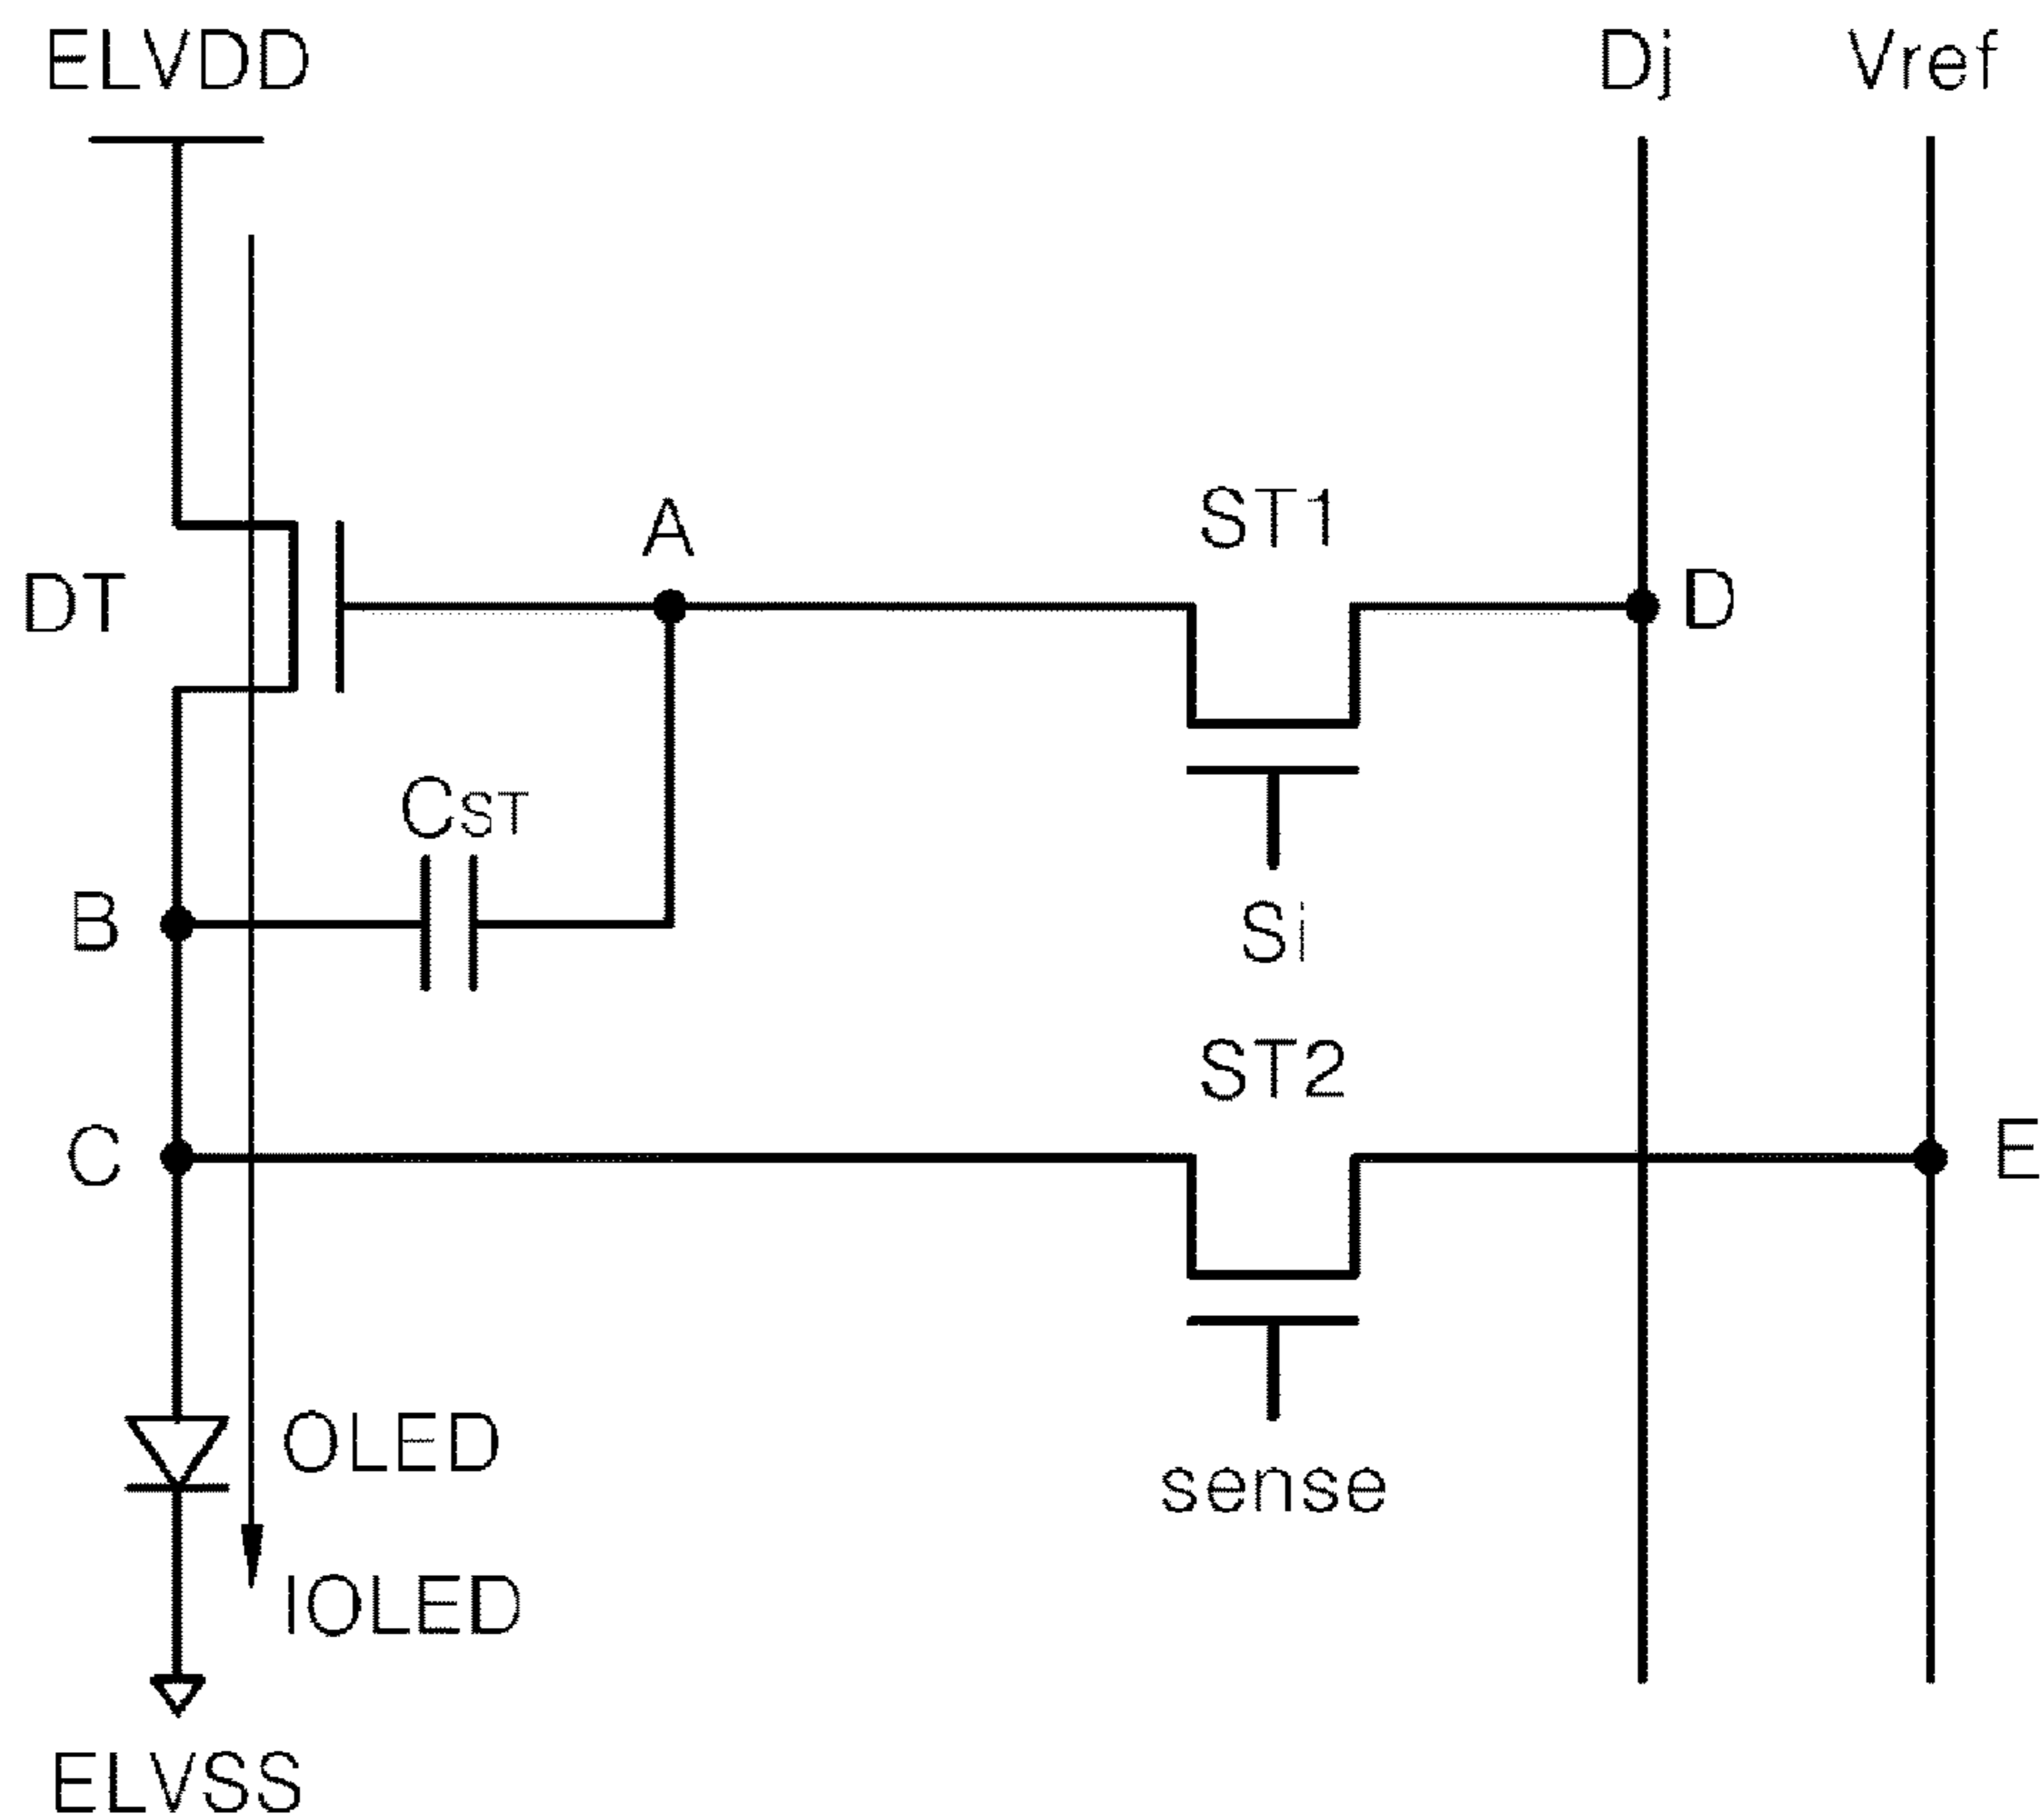 ELVDD
Dj
Vref
A
ST1
DT
D
CST
B
Si
ST2
C
E
OLED
sense
IOLED
ELVSS